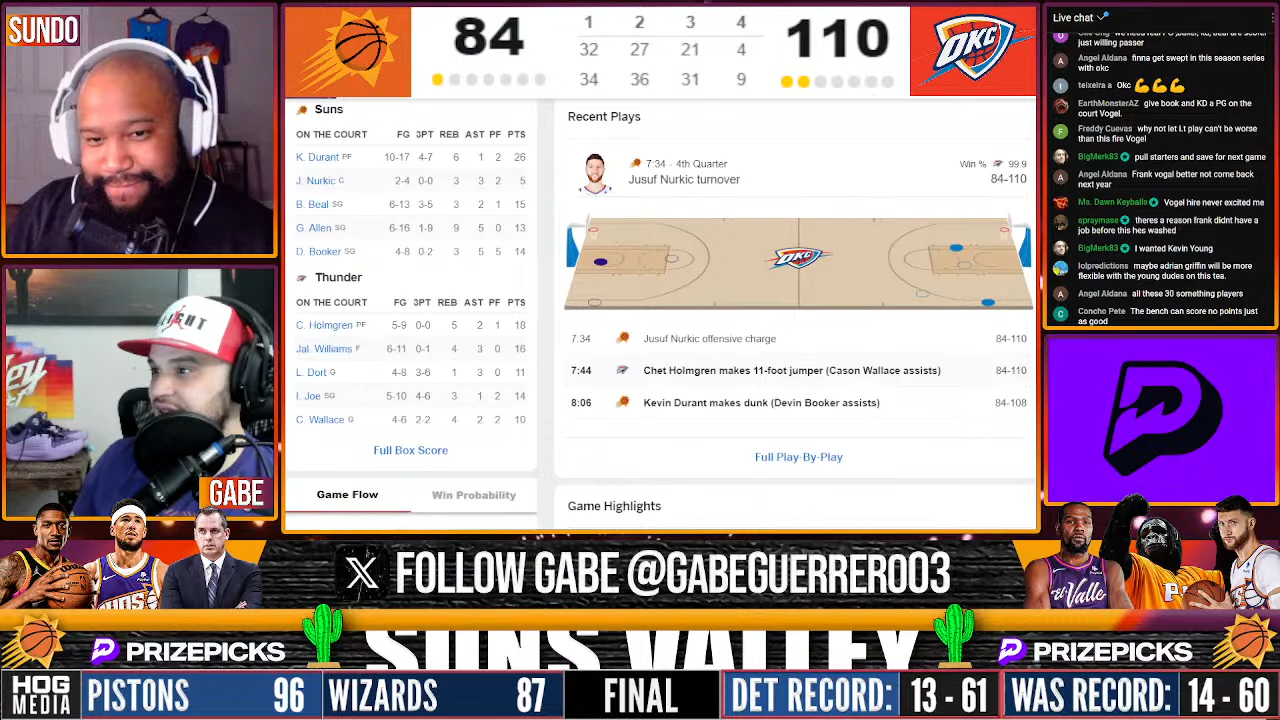 SUNDO
84
1 2 3 4
32 27 21 4
34 36 31 9
110
OKC
Suns
ON THE COURT FG 3PT REB AST PF PTS
K. Durant PF 10-17 4-7 6 1 2 26
J. Nurkic C 2-4 0-0 3 3 2 5
B. Beal SG 6-13 3-5 3 2 1 15
G. Allen SG 6-16 1-9 9 5 0 13
D. Booker SG 4-8 0-2 3 5 5 14
Thunder
ON THE COURT FG 3PT REB AST PF PTS
C. Holmgren PF 5-9 0-0 5 2 1 18
Jal. Williams F 6-11 0-1 4 3 0 16
L. Dort G 4-8 3-6 1 3 0 11
I. Joe SG 5-10 4-6 3 1 2 14
C. Wallace G 4-6 2-2 4 2 2 10
Full Box Score
Game Flow
Win Probability
Recent Plays
7:34 - 4th Quarter
Jusuf Nurkic turnover
Win % 99.9
84-110
OKC
7:34 Jusuf Nurkic offensive charge 84-110
7:44 Chet Holmgren makes 11-foot jumper (Cason Wallace assists) 84-110
8:06 Kevin Durant makes dunk (Devin Booker assists) 84-108
Full Play-By-Play
Game Highlights
Live chat
just willing passer
Angel Aldana finna get swept in this season series
with okc
teixeira a Okc 💪💪💪
EarthMonsterAZ give book and KD a PG on the
court Vogel.
Freddy Cuevas why not let i.t play can't be worse
than this fire Vogel
BigMerk83 pull starters and save for next game
Angel Aldana Frank vogal better not come back
next year
Ms. Dawn Keyballs Vogel hire never excited me
spraymase theres a reason frank didnt have a
job before this hes washed
BigMerk83 I wanted Kevin Young
lolpredictions maybe adrian griffin will be more
flexible with the young dudes on this tea.
Angel Aldana all these 30 something players
Concho Pete The bench can score no points just
as good
GABE
FOLLOW GABE @GABEGUERRERO03
El Valle
PRIZEPICKS
SUNS VALLEY
PRIZEPICKS
HOG
MEDIA
PISTONS 96
WIZARDS 87
FINAL
DET RECORD: 13 - 61
WAS RECORD: 14 - 60